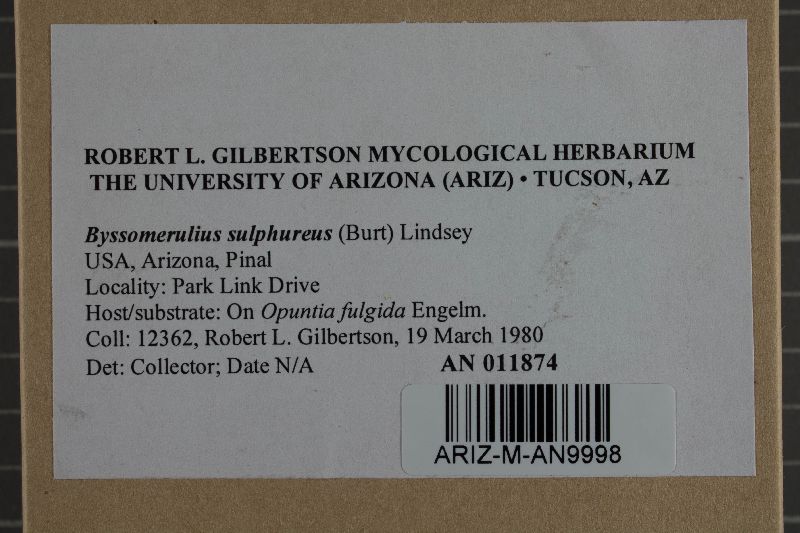 ROBERT L. GILBERTSON MYCOLOGICAL HERBARIUM
THE UNIVERSITY OF ARIZONA (ARIZ) • TUCSON, AZ
Byssomerulius sulphureus (Burt) Lindsey
USA, Arizona, Pinal
Locality: Park Link Drive
Host/substrate: On Opuntia fulgida Engelm.
Coll: 12362, Robert L. Gilbertson, 19 March 1980
Det: Collector; Date N/A AN 011874
ARIZ-M-AN9998